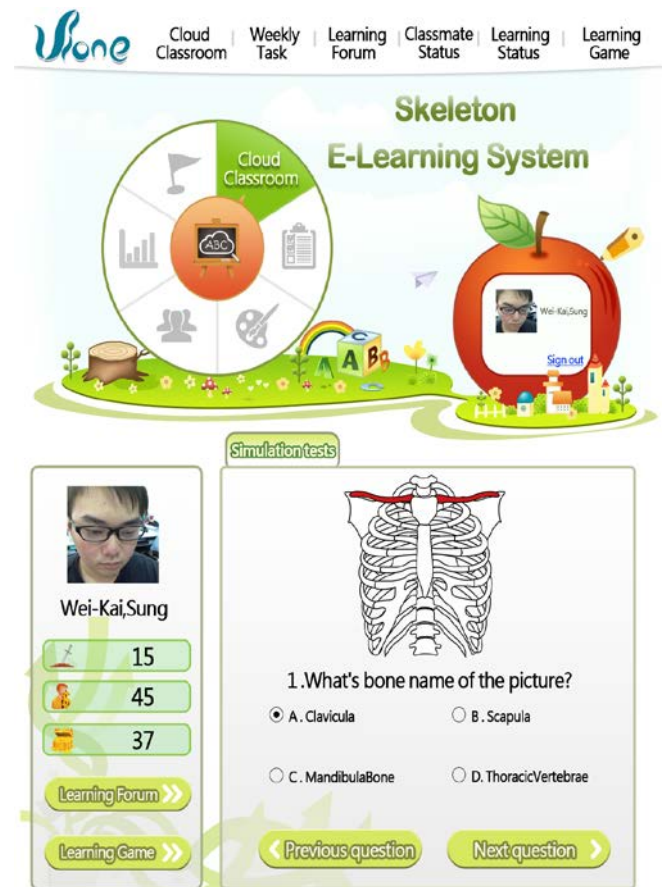 Uione
Cloud Classroom
Weekly Task
Learning Forum
Classmate Status
Learning Status
Learning Game
Skeleton
E-Learning System
Cloud
Classroom
ABC
A B C
Wei-Kai,Sung
Sign out
Simulation tests
Wei-Kai,Sung
15
45
37
Learning Forum
Learning Game
1.What's bone name of the picture?
A. Clavicula
B. Scapula
C. MandibulaBone
D. ThoracicVertebrae
Previous question
Next question